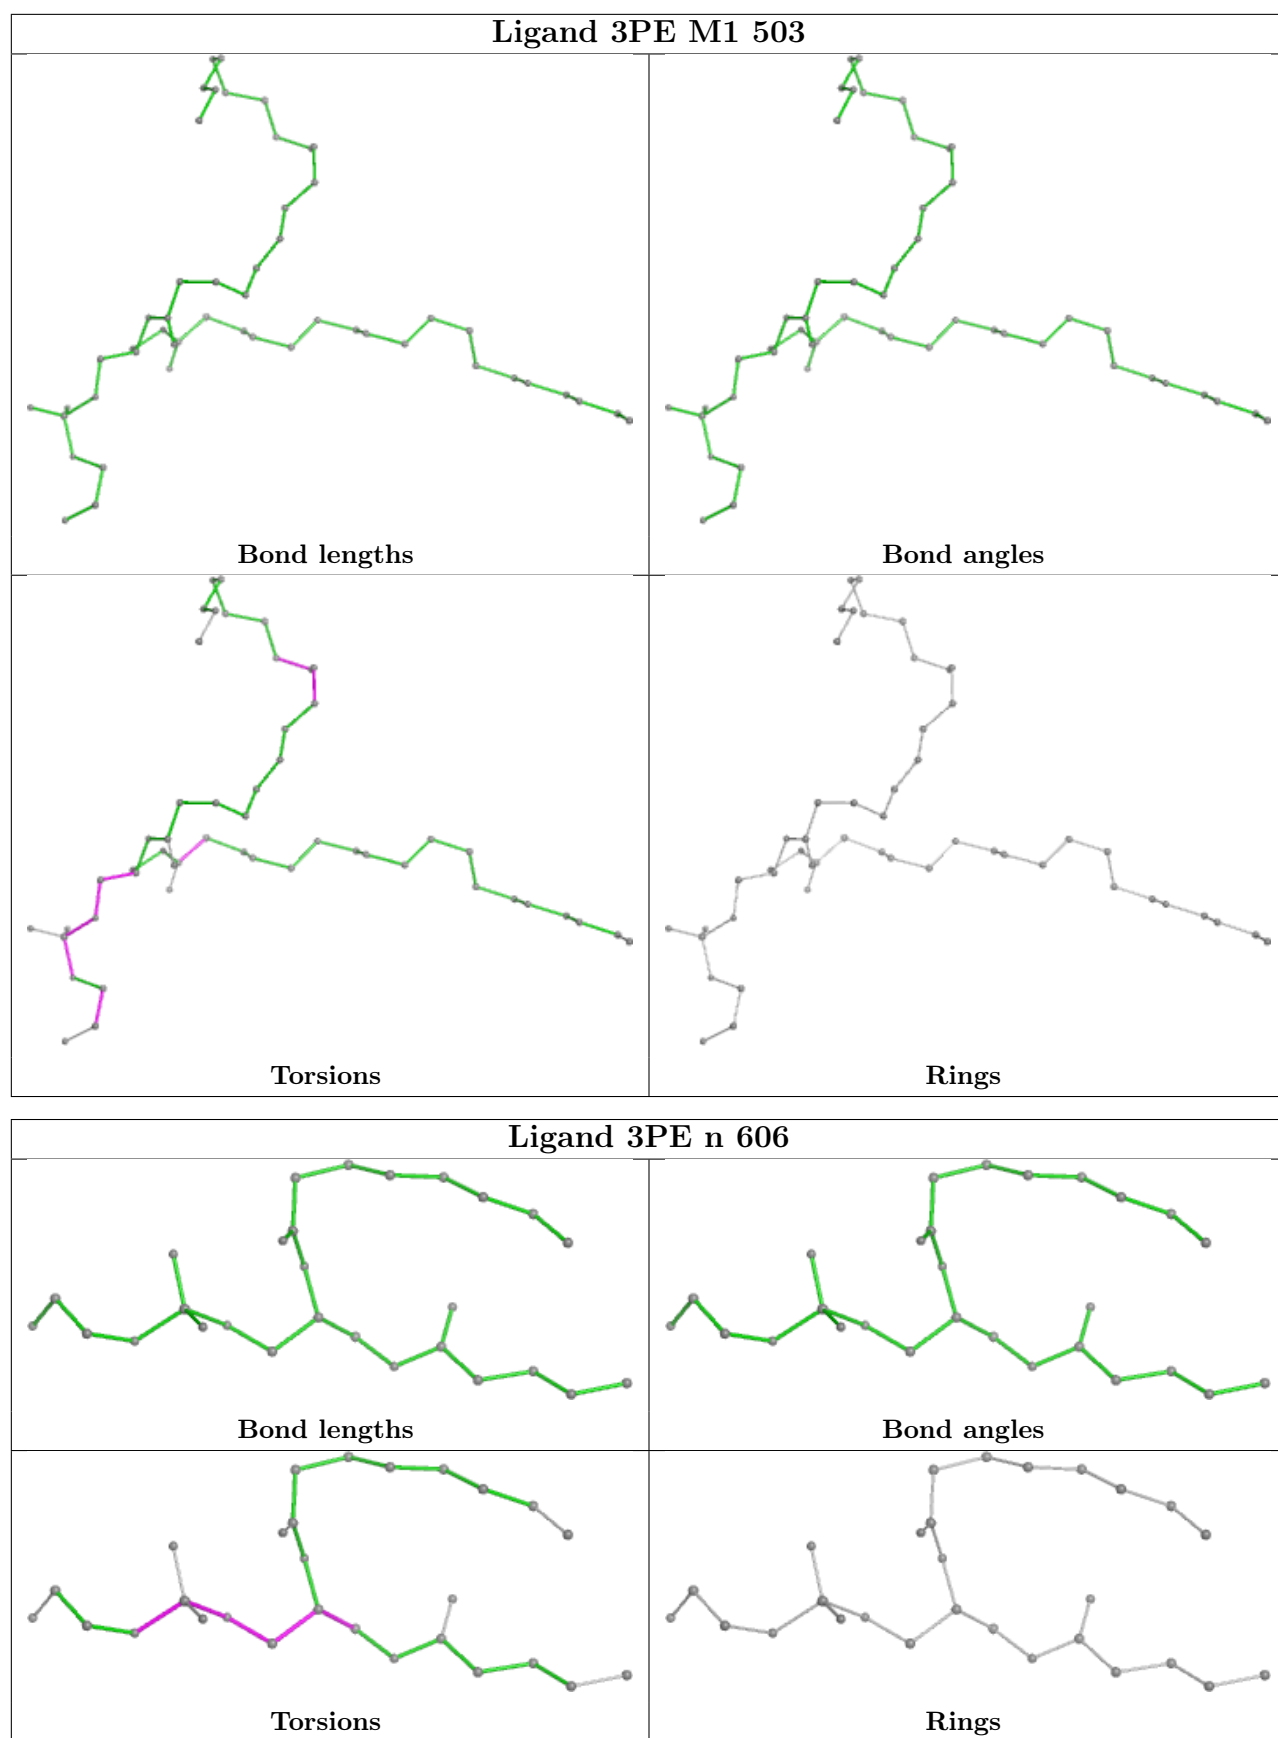 Ligand 3PE M1 503
Bond lengths
Bond angles
Torsions
Rings
Ligand 3PE n 606
Bond lengths
Bond angles
Torsions
Rings